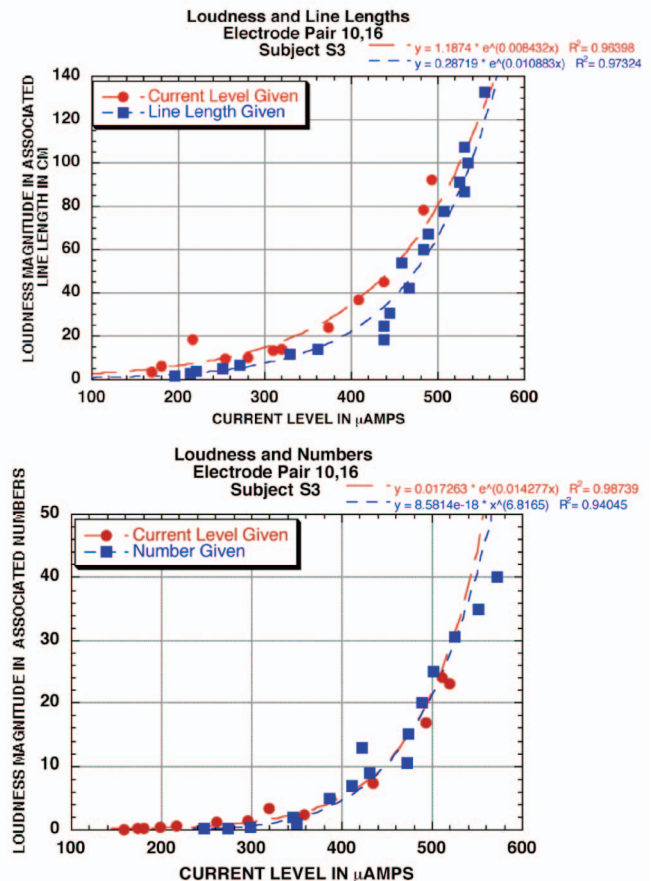 Loudness and Line Lengths
Electrode Pair 10,16
Subject S3
y = 1.1874 * e^(0.008432x) R²= 0.96398
y = 0.28719 * e^(0.010883x) R²= 0.97324
LOUDNESS MAGNITUDE IN ASSOCIATED
LINE LENGTH IN CM
140
120
100
80
60
40
20
0
Current Level Given
Line Length Given
100 200 300 400 500 600
CURRENT LEVEL IN µAMPS
Loudness and Numbers
Electrode Pair 10,16
Subject S3
y = 0.017263 * e^(0.014277x) R²= 0.98739
y = 8.5814e-18 * x^(6.8165) R²= 0.94045
LOUDNESS MAGNITUDE IN ASSOCIATED NUMBERS
50
40
30
20
10
0
Current Level Given
Number Given
100 200 300 400 500 600
CURRENT LEVEL IN µAMPS